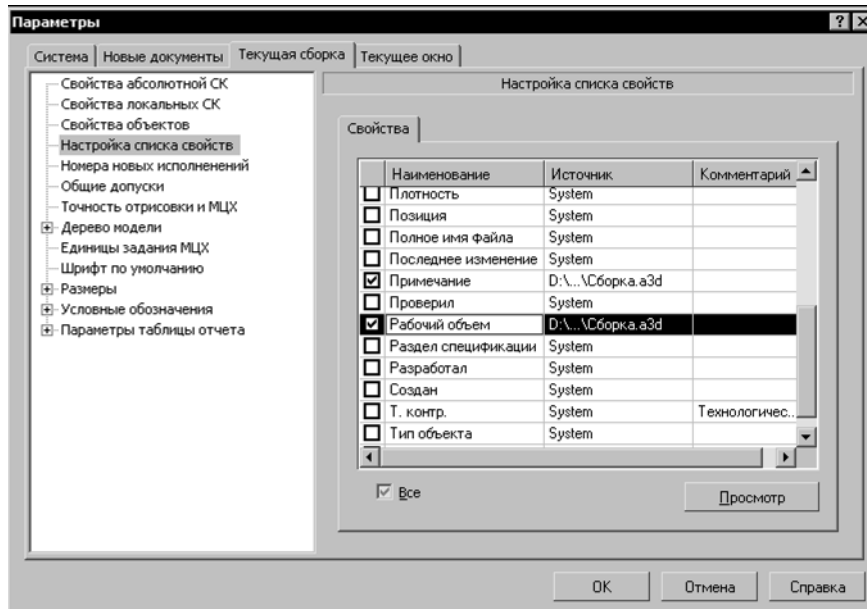 Параметры
Система Новые документы Текущая сборка Текущее окно
Свойства абсолютной СК
Свойства локальных СК
Свойства объектов
Настройка списка свойств
Номера новых исполненений
Общие допуски
Точность отрисовки и МЦХ
Дерево модели
Единицы задания МЦХ
Шрифт по умолчанию
Размеры
Условные обозначения
Параметры таблицы отчета
Настройка списка свойств
Свойства
Наименование Источник Комментарий
Плотность System
Позиция System
Полное имя файла System
Последнее изменение System
Примечание D:\...\Сборка.a3d
Проверил System
Рабочий объем D:\...\Сборка.a3d
Раздел спецификации System
Разработал System
Создан System
Т. контр. System Технологичес...
Тип объекта System
Все
Просмотр
OK Отмена Справка